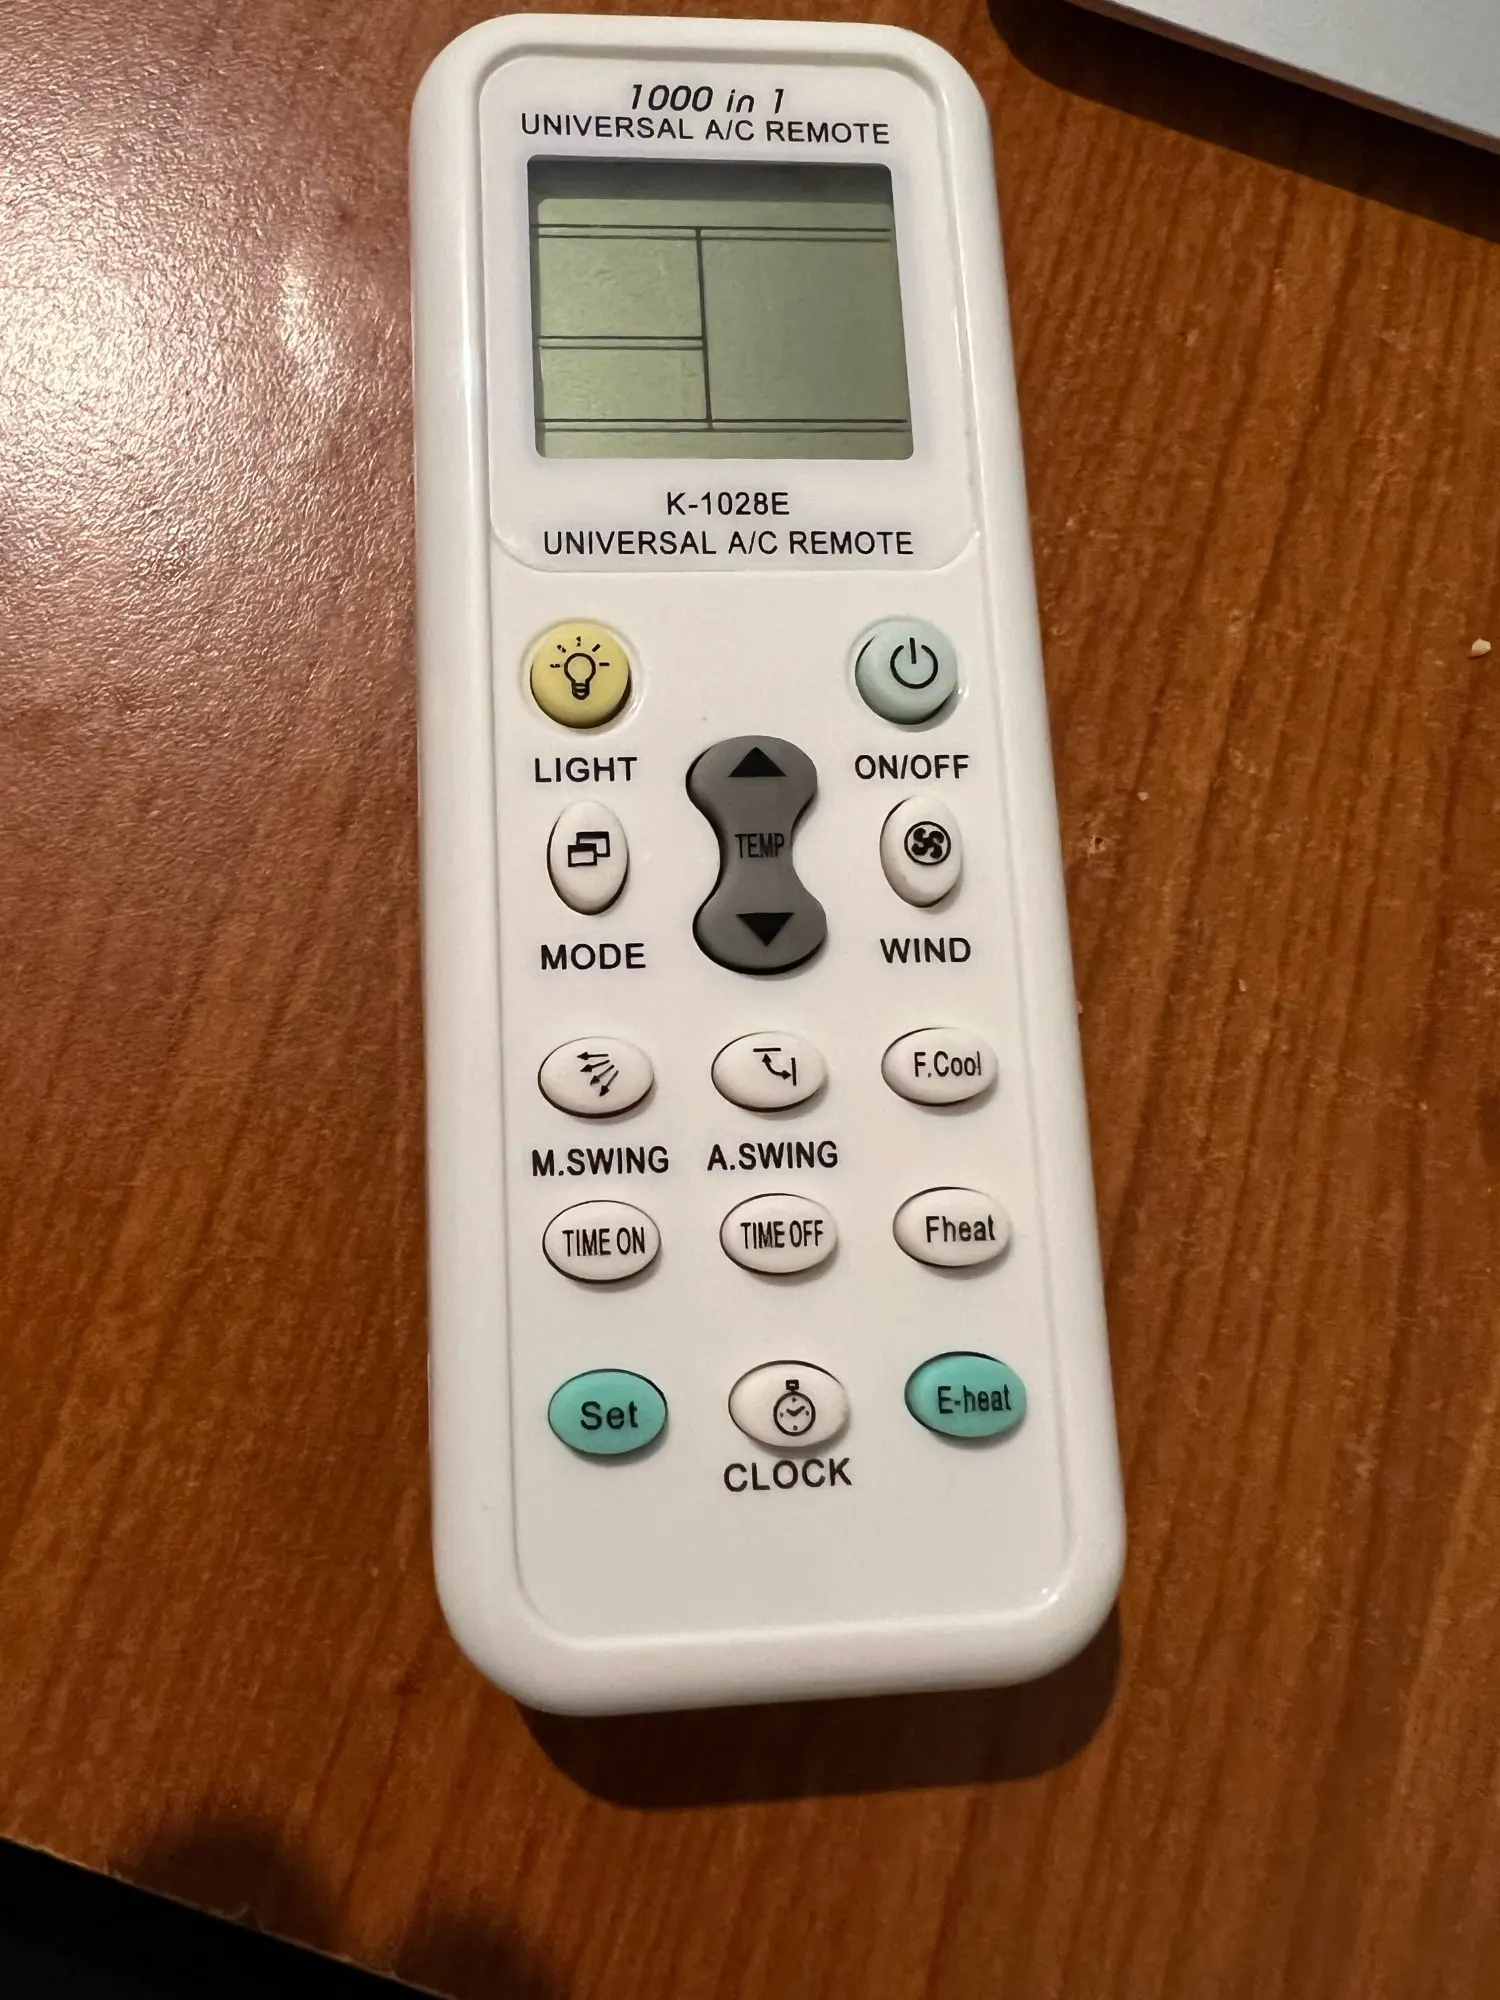 1000 in 1
UNIVERSAL A/C REMOTE
K-1028E
UNIVERSAL A/C REMOTE
LIGHT
ON/OFF
TEMP
MODE
WIND
F.Cool
M.SWING
A.SWING
TIME ON
TIME OFF
Fheat
Set
E-heat
CLOCK